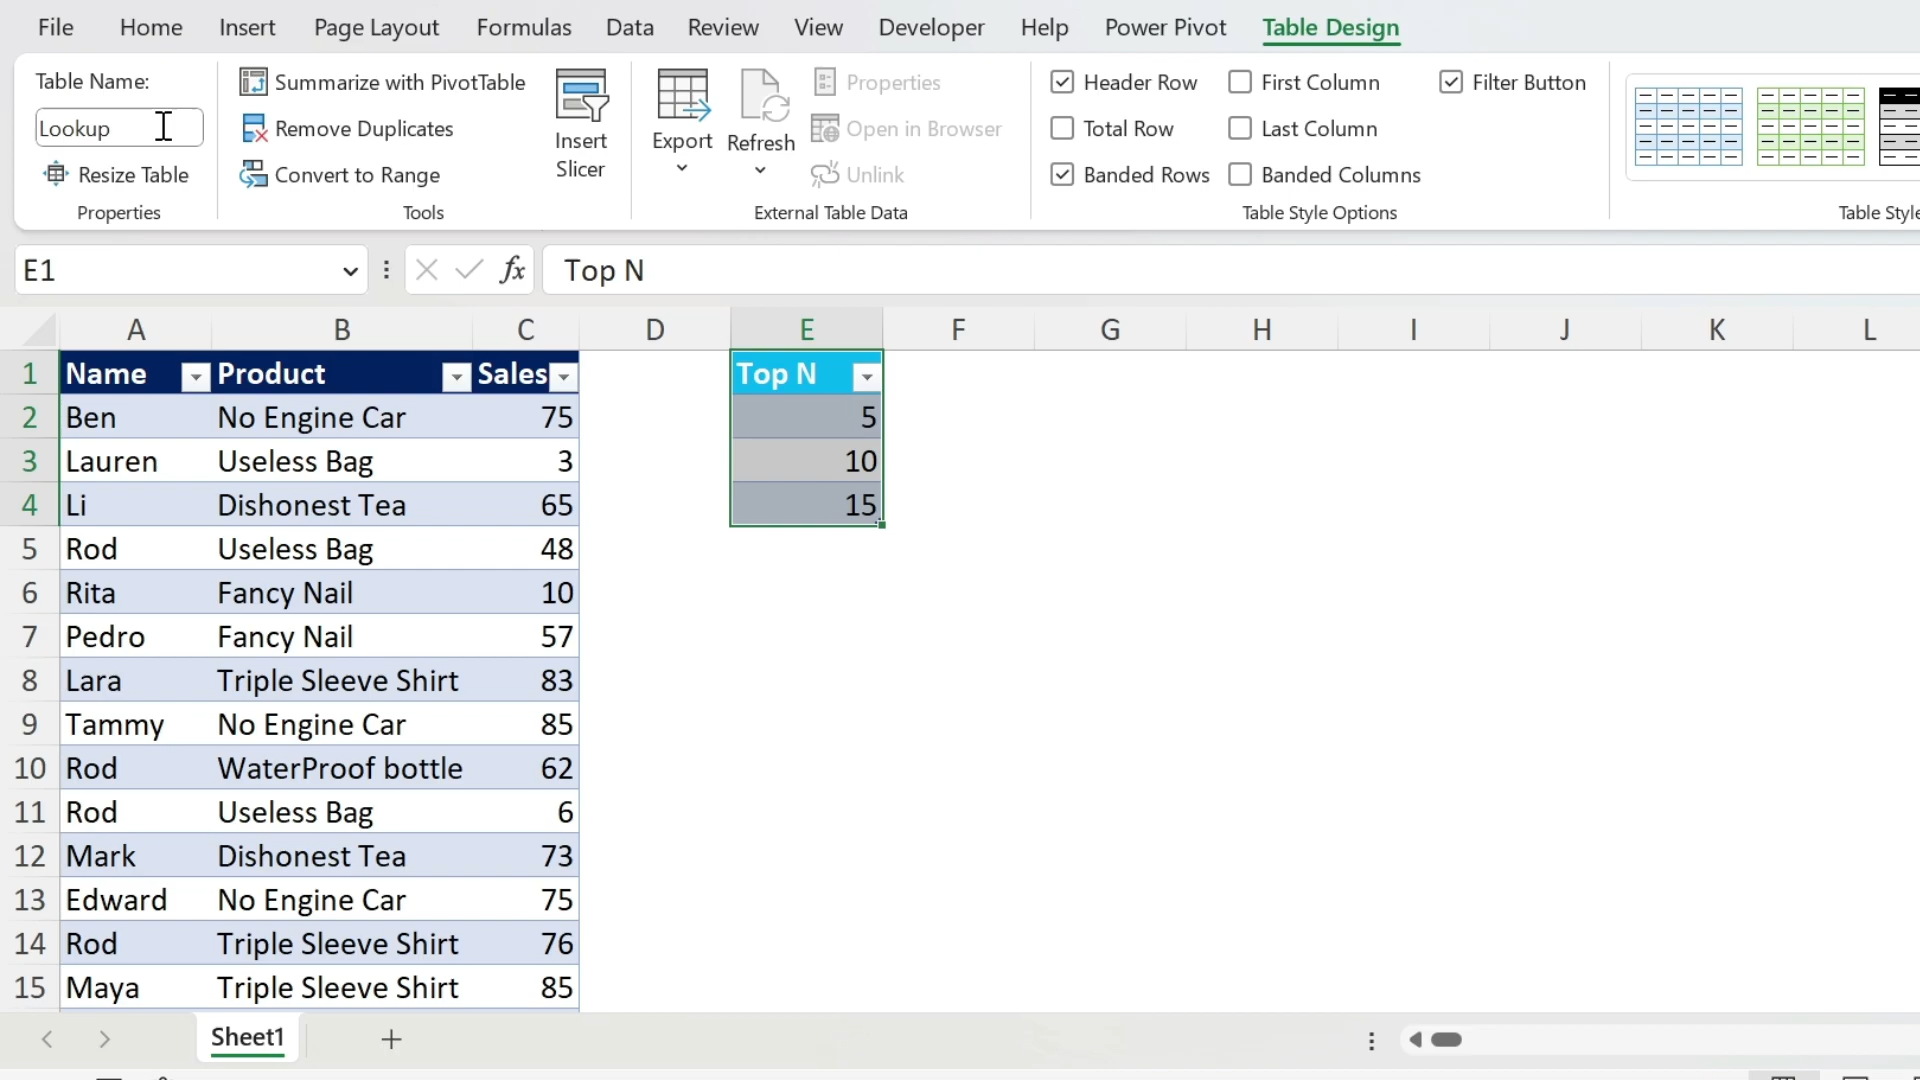 File Home Insert Page Layout Formulas Data Review View Developer Help Power Pivot Table Design
Table Name:
Lookup
Resize Table
Properties
Summarize with PivotTable
Remove Duplicates
Convert to Range
Tools
Insert
Slicer
Export
Refresh
Properties
Open in Browser
Unlink
External Table Data
Header Row First Column Filter Button
Total Row Last Column
Banded Rows Banded Columns
Table Style Options
Table Style
E1 fx Top N
A B C D E F G H I J K L
1 Name Product Sales Top N
2 Ben No Engine Car 75 5
3 Lauren Useless Bag 3 10
4 Li Dishonest Tea 65 15
5 Rod Useless Bag 48
6 Rita Fancy Nail 10
7 Pedro Fancy Nail 57
8 Lara Triple Sleeve Shirt 83
9 Tammy No Engine Car 85
10 Rod WaterProof bottle 62
11 Rod Useless Bag 6
12 Mark Dishonest Tea 73
13 Edward No Engine Car 75
14 Rod Triple Sleeve Shirt 76
15 Maya Triple Sleeve Shirt 85
Sheet1